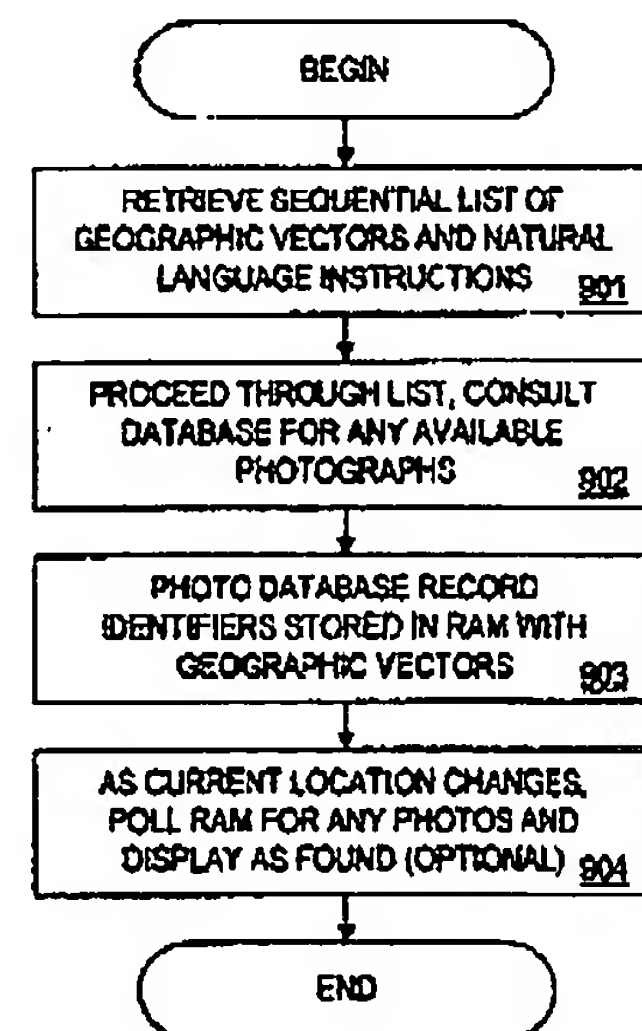 BEGIN
RETRIEVE SEQUENTIAL LIST OF
GEOGRAPHIC VECTORS AND NATURAL
LANGUAGE INSTRUCTIONS 901
PROCEED THROUGH LIST, CONSULT
DATABASE FOR ANY AVAILABLE
PHOTOGRAPHS 902
PHOTO DATABASE RECORD
IDENTIFIERS STORED IN RAM WITH
GEOGRAPHIC VECTORS 903
AS CURRENT LOCATION CHANGES,
POLL RAM FOR ANY PHOTOS AND
DISPLAY AS FOUND (OPTIONAL) 904
END